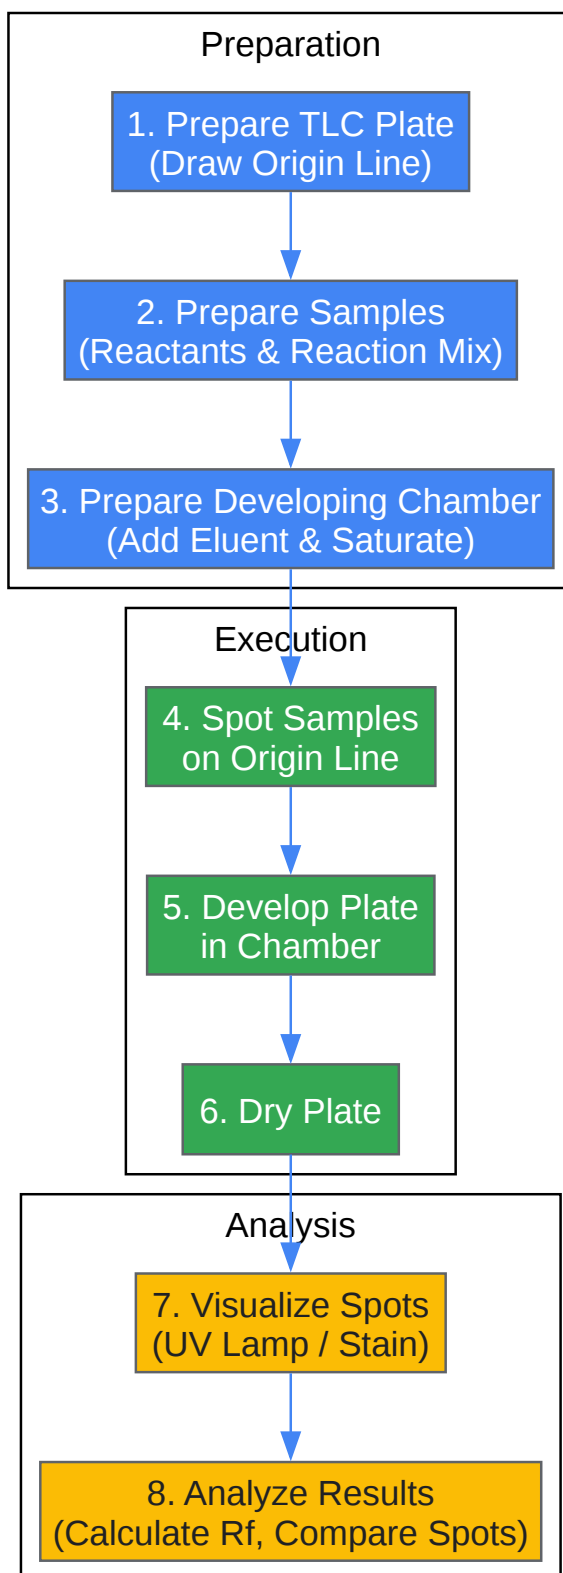 Preparation
1. Prepare TLC Plate
(Draw Origin Line)
2. Prepare Samples
(Reactants & Reaction Mix)
3. Prepare Developing Chamber
(Add Eluent & Saturate)
Execution
4. Spot Samples
on Origin Line
5. Develop Plate
in Chamber
6. Dry Plate
Analysis
7. Visualize Spots
(UV Lamp / Stain)
8. Analyze Results
(Calculate Rf, Compare Spots)